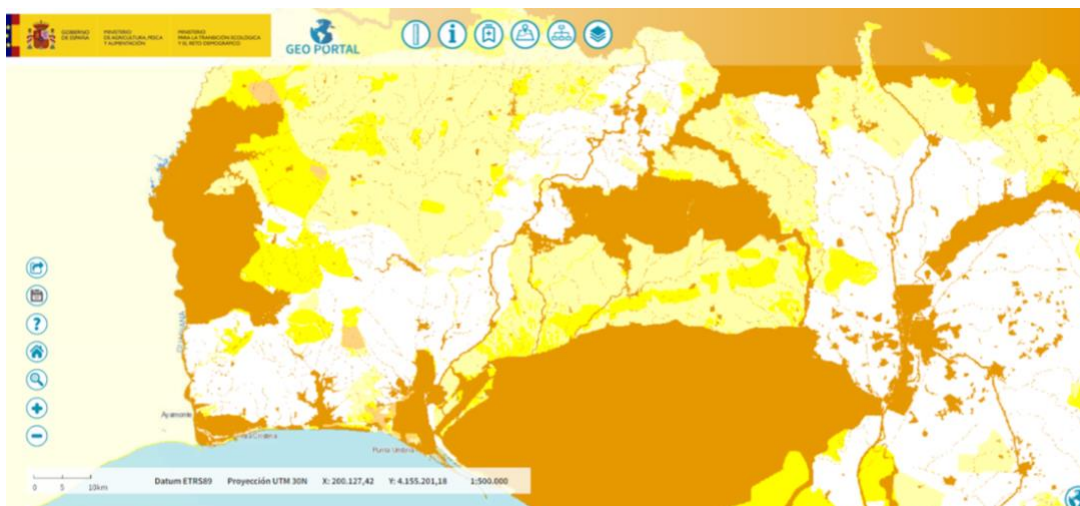 GOBIERNO
DE ESPAÑA
MINISTERIO
DE AGRICULTURA, PESCA
Y ALIMENTACIÓN
MINISTERIO
PARA LA TRANSICIÓN ECOLÓGICA
Y EL RETO DEMOGRÁFICO
GEO PORTAL
Ayamonte
Punta Umbría
0 5 10km
Datum ETRS89 Proyección UTM 30N X: 200.127,42 Y: 4.155.201,18 1:500.000